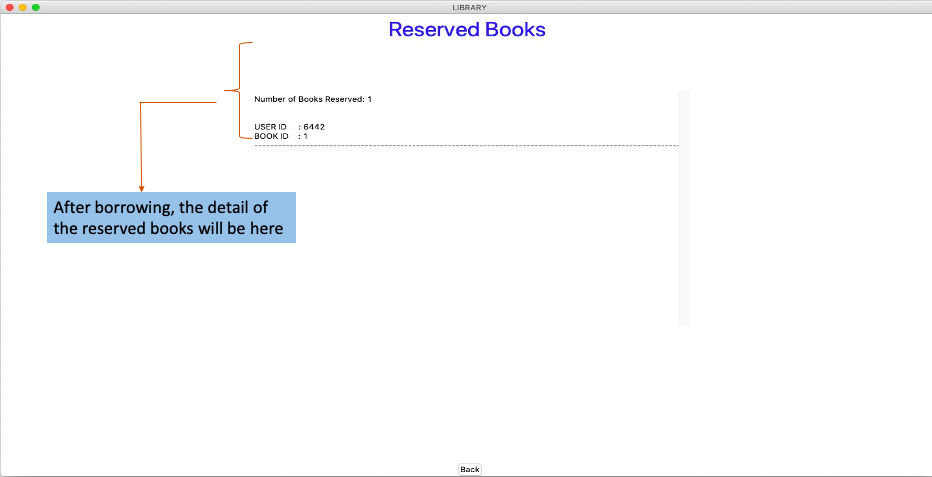 LIBRARY
Reserved Books
Number of Books Reserved: 1
USER ID : 6442
BOOK ID : 1
After borrowing, the detail of
the reserved books will be here
Back